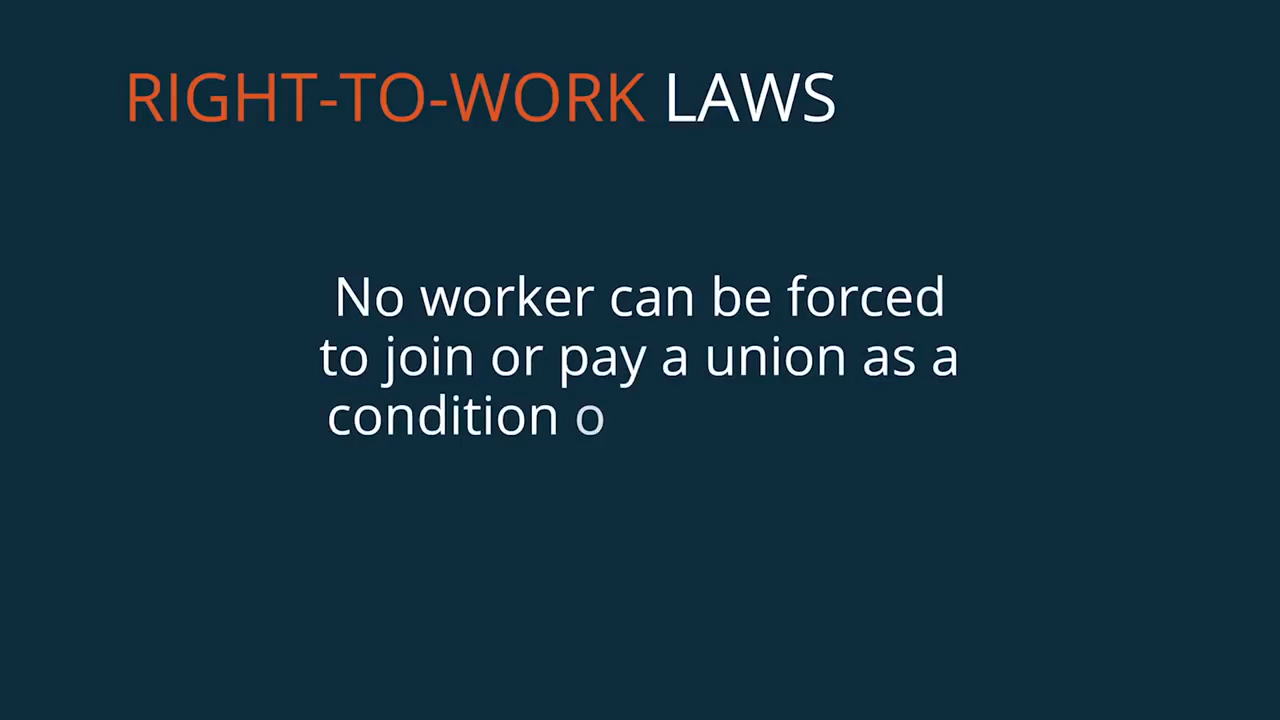 RIGHT-TO-WORK LAWS
No worker can be forced
to join or pay a union as a
condition o